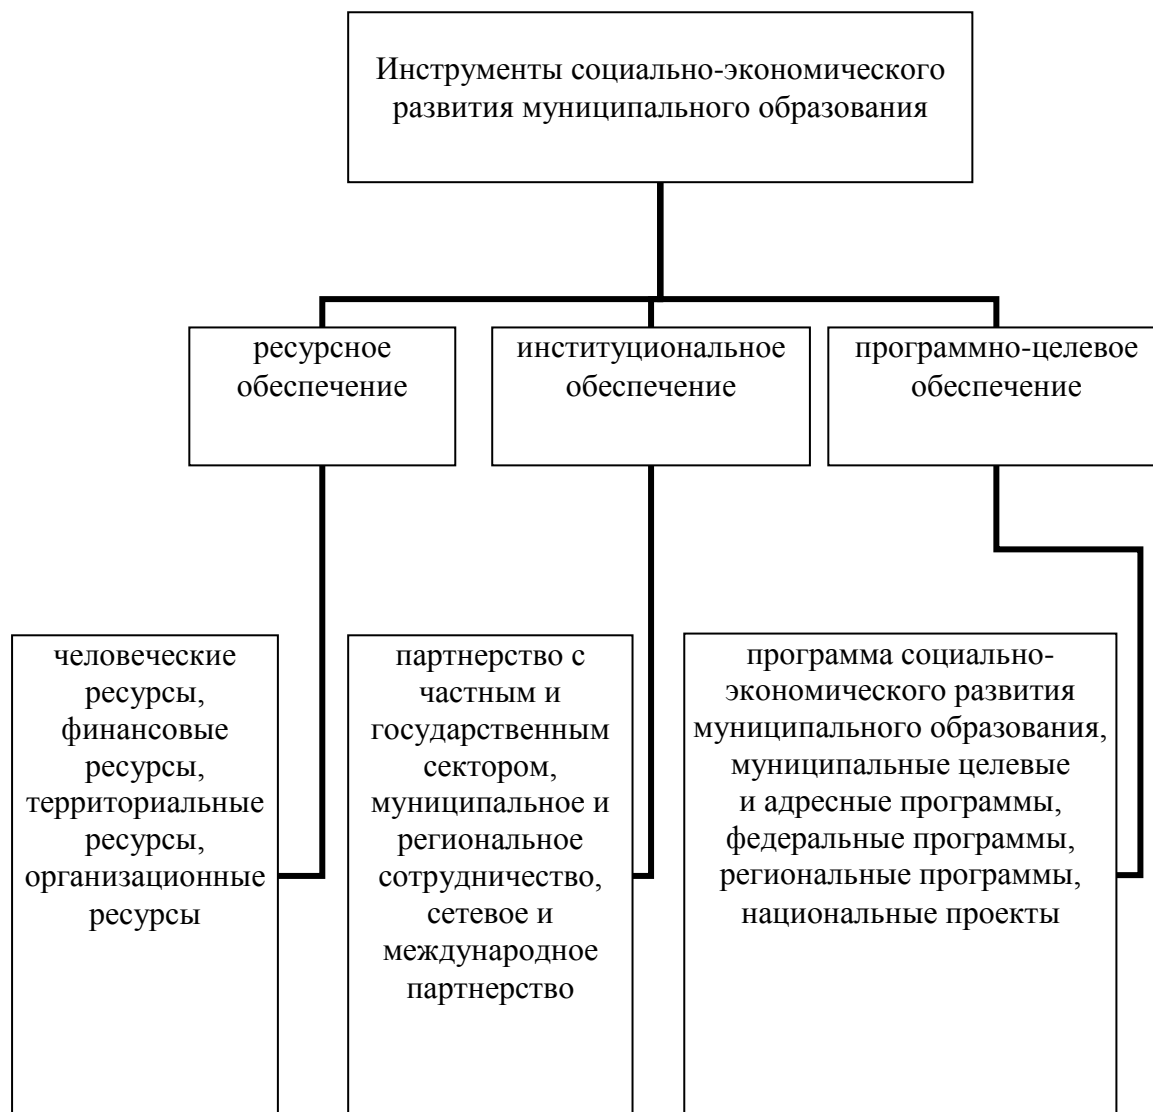 Инструменты социально-экономического
развития муниципального образования
ресурсное
обеспечение
институциональное
обеспечение
программно-целевое
обеспечение
человеческие
ресурсы,
финансовые
ресурсы,
территориальные
ресурсы,
организационные
ресурсы
партнерство с
частным и
государственным
сектором,
муниципальное и
региональное
сотрудничество,
сетевое и
международное
партнерство
программа социально-
экономического развития
муниципального образования,
муниципальные целевые
и адресные программы,
федеральные программы,
региональные программы,
национальные проекты